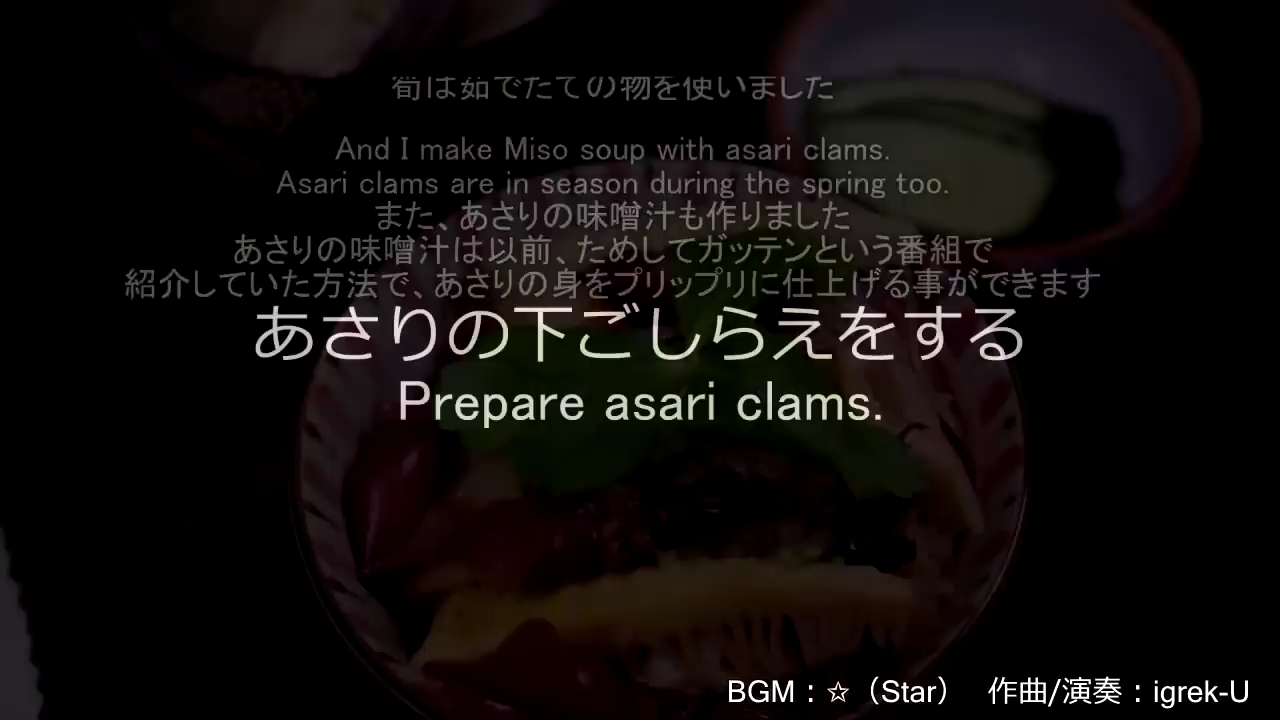 筍は茹でたての物を使いました
And I make Miso soup with asari clams.
Asari clams are in season during the spring too.
また、あさりの味噌汁も作りました
あさりの味噌汁は以前、ためしてガッテンという番組で
紹介していた方法で、あさりの身をプリップリに仕上げる事ができます
あさりの下ごしらえをする
Prepare asari clams.
BGM：☆（Star）　作曲/演奏：igrek-U